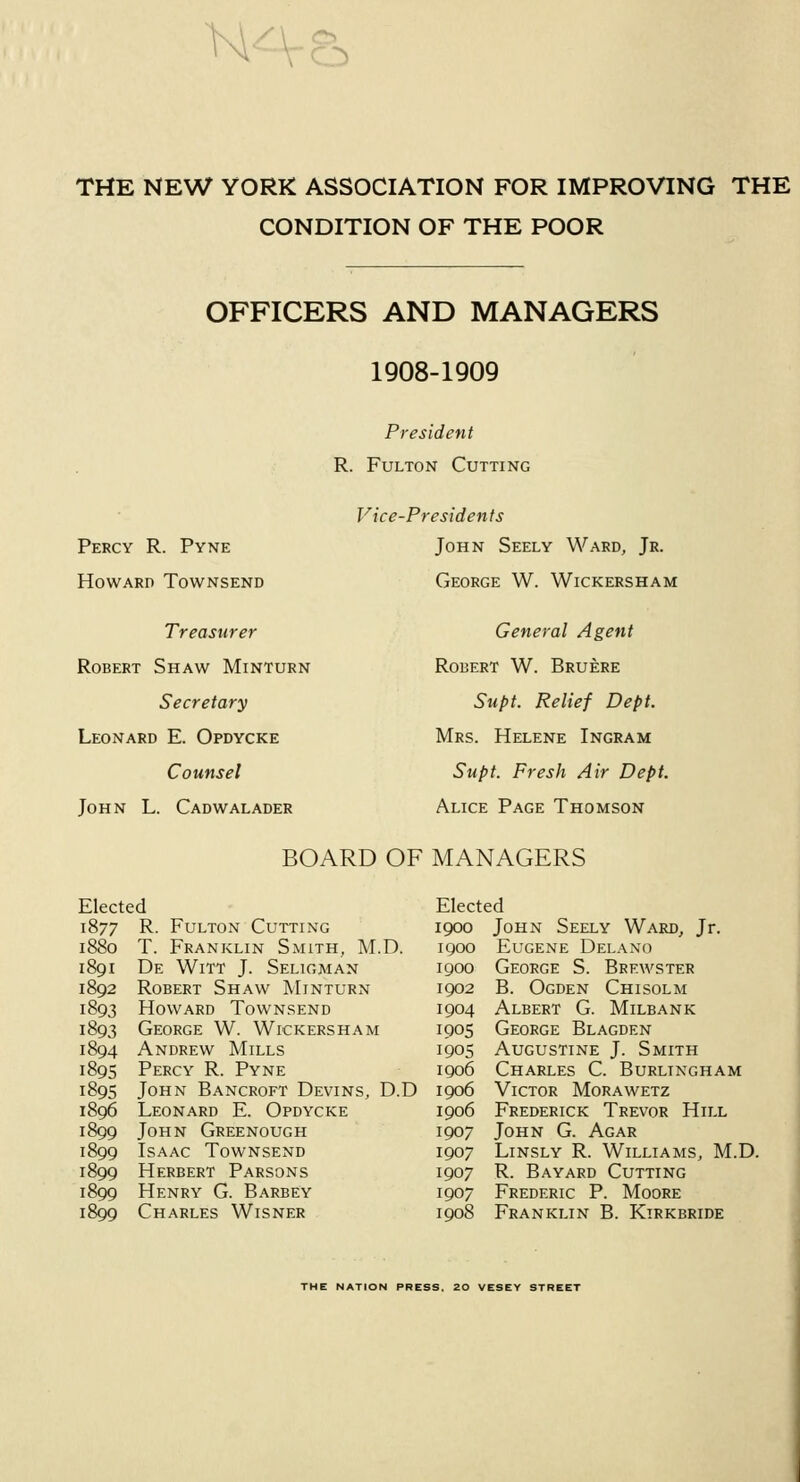 THE NEW YORK ASSOCIATION FOR IMPROVING THE
CONDITION OF THE POOR
OFFICERS AND MANAGERS
1908-1909
President
R. Fulton Cutting
Vice-Presidents
Percy R. Pyne
Howard Townsend
John Seely Ward, Jr.
George W. Wickersham
Treasurer
Robert Shaw Minturn
Secretary
Leonard E. Opdycke
Counsel
John L. Cadwalader
General Agent
Robert W. Bruère
Supt. Relief Dept.
Mrs. Helene Ingram
Supt. Fresh Air Dept.
Alice Page Thomson
BOARD OF MANAGERS
Elected
1877 R. Fulton Cutting
1880 T. Franklin Smith, M.D.
1891 De Witt J. Seligman
1892 Robert Shaw Minturn
1893 Howard Townsend
1893 George W. Wickersham
1894 Andrew Mills
1895 Percy R. Pyne
1895 John Bancroft Devins, D.D
1896 Leonard E. Opdycke
1899 John Greenough
1899 Isaac Townsend
1899 Herbert Parsons
1899 Henry G. Barbey
1899 Charles Wisner
Elected
1900 John Seely Ward, Jr.
1900 Eugene Delano
1900 George S. Brewster
1902 B. Ogden Chisolm
1904 Albert G. Milbank
1905 George Blagden
1905 Augustine J. Smith
1906 Charles C. Burlingham
1906 Victor Morawetz
1906 Frederick Trevor Hill
1907 John G. Agar
1907 Linsly R. Williams, M.D.
1907 R. Bayard Cutting
1907 Frederic P. Moore
1908 Franklin B. Kirkbride
THE NATION PRESS, 20 VESEY STREET